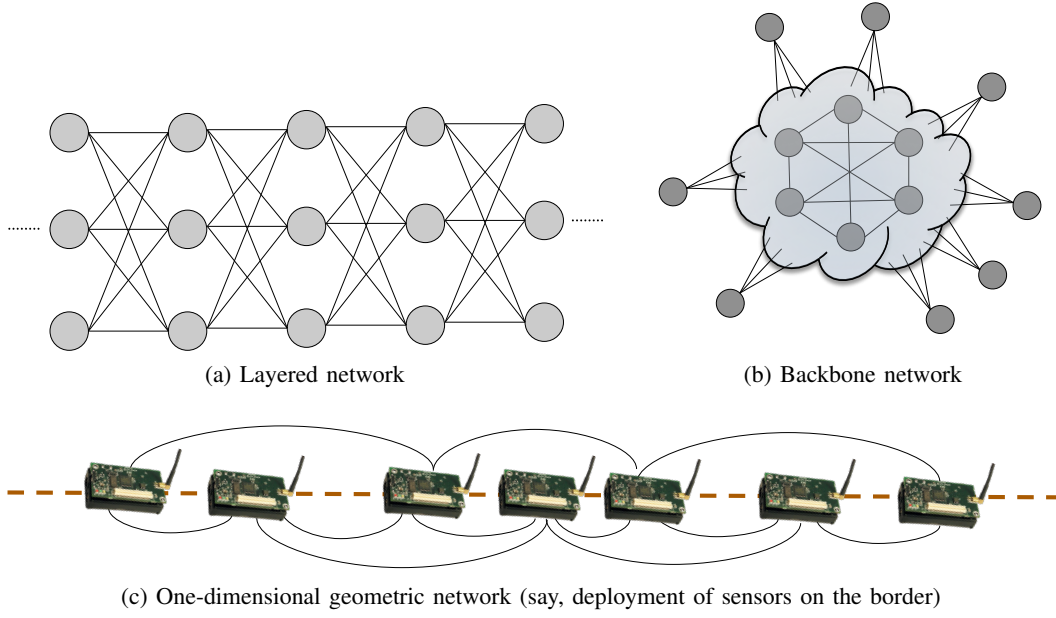 (a) Layered network
(b) Backbone network
(c) One-dimensional geometric network (say, deployment of sensors on the border)